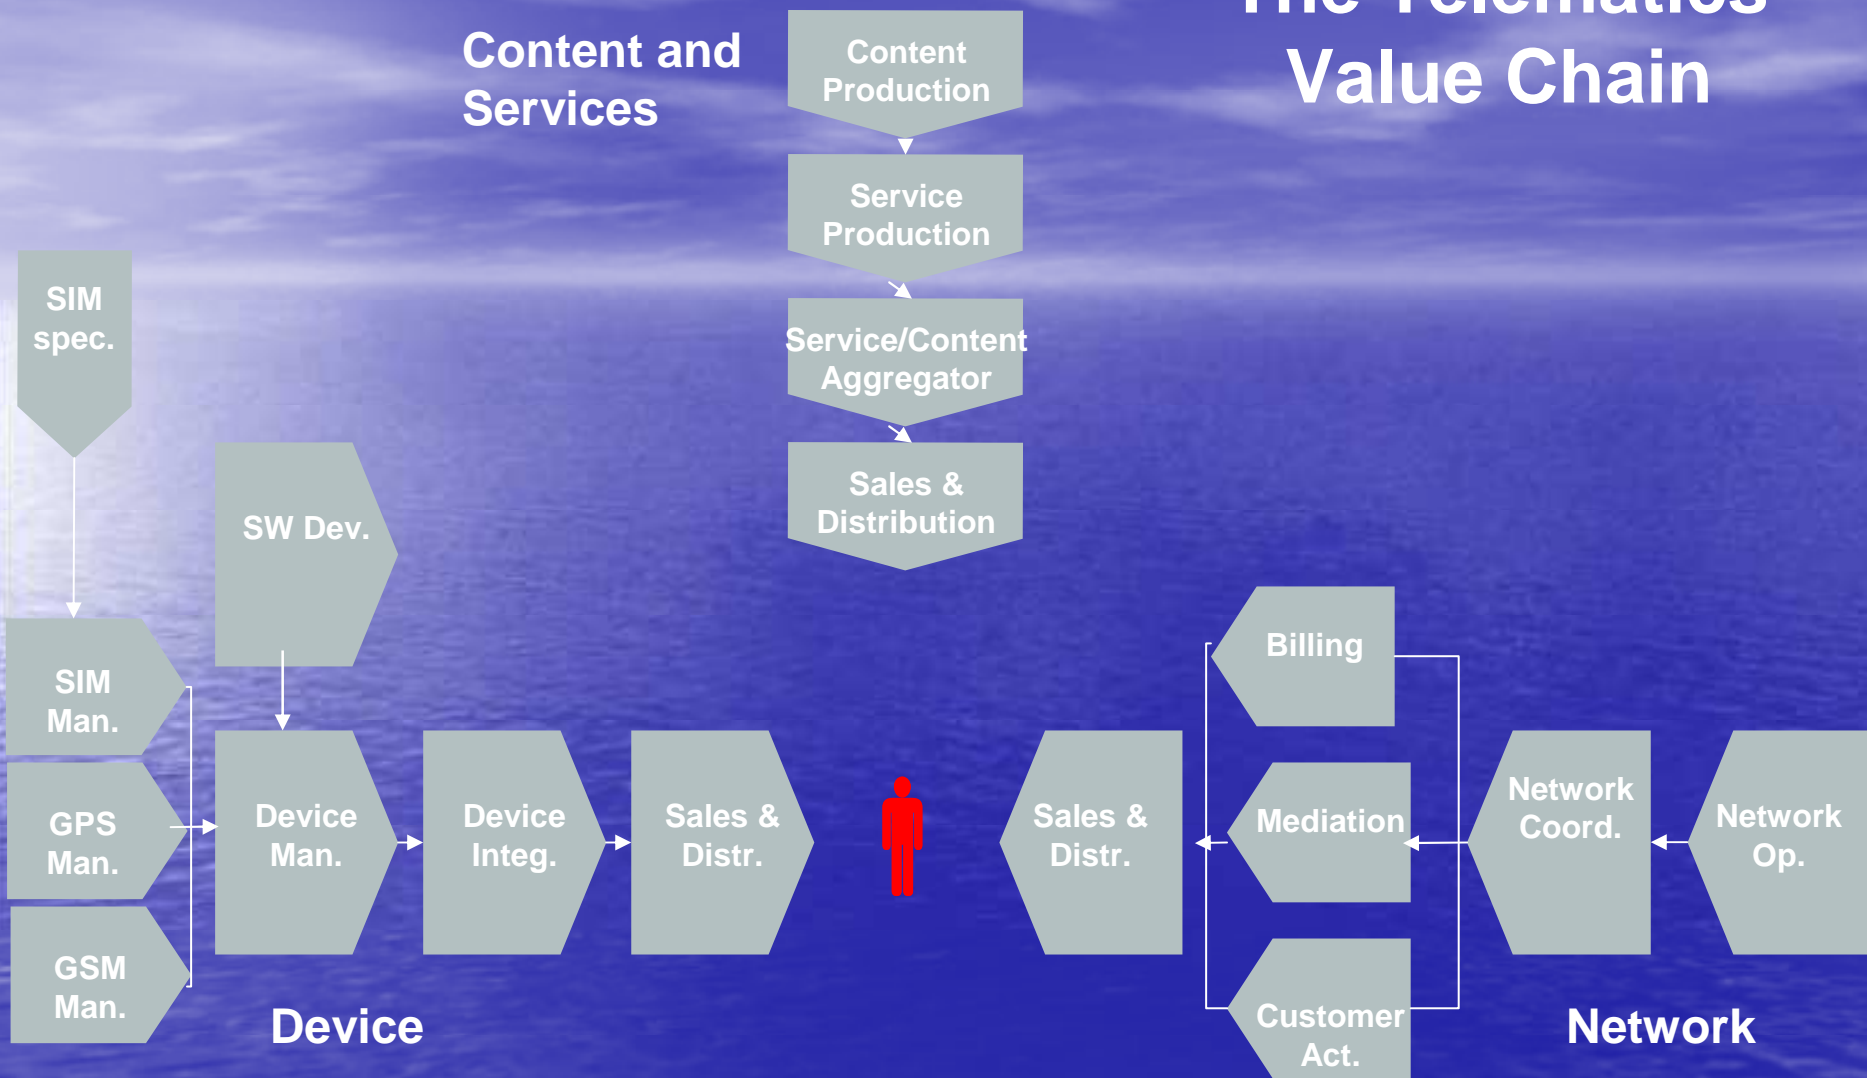 The Telematics
Value Chain
Content and
Services
Content
Production
Service
Production
Service/Content
Aggregator
Sales &
Distribution
SIM
spec.
SW Dev.
SIM
Man.
GPS
Man.
GSM
Man.
Device
Man.
Device
Integ.
Sales &
Distr.
Sales &
Distr.
Billing
Mediation
Customer
Act.
Network
Coord.
Network
Op.
Device
Network